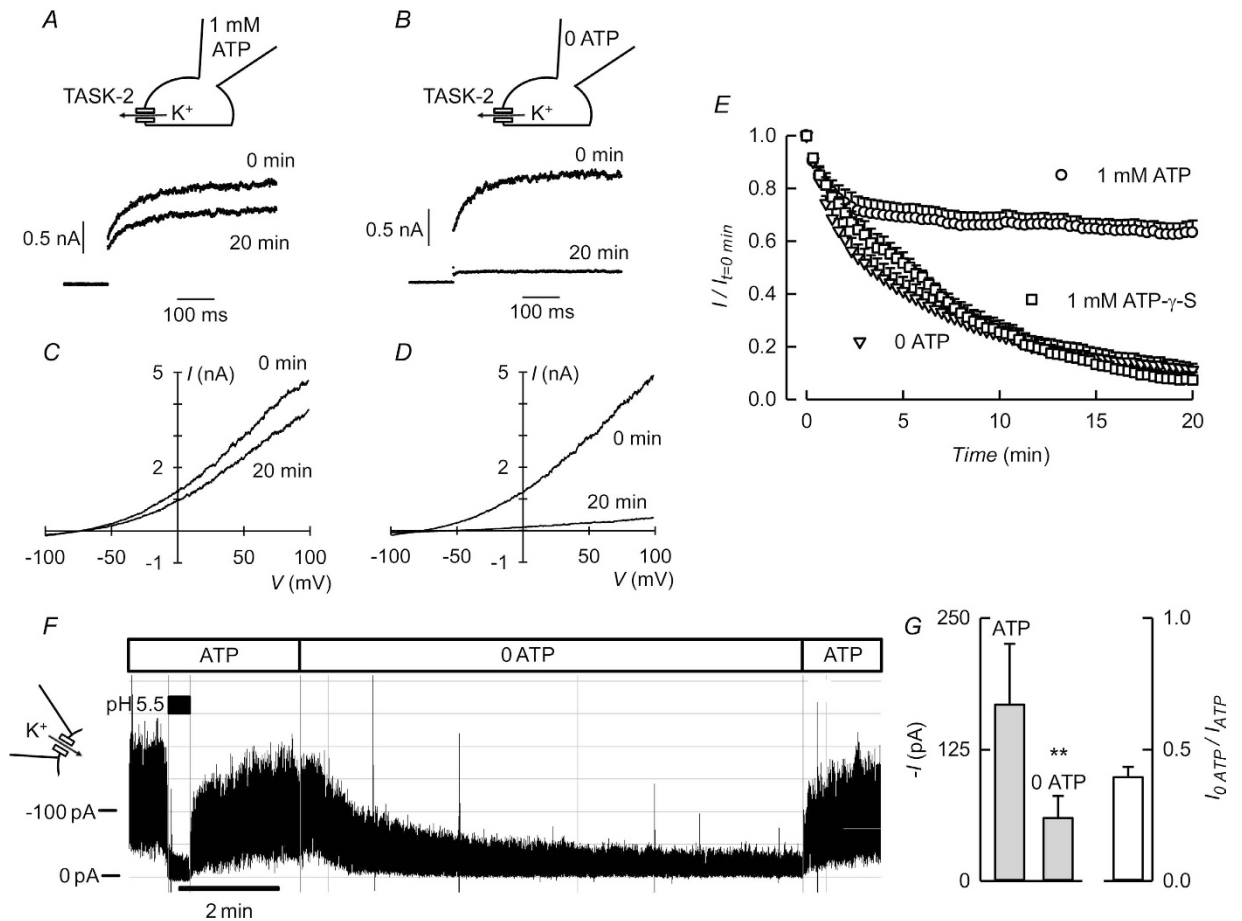 A
1 mM
ATP
TASK-2
K+
0 min
0.5 nA
20 min
100 ms
B
0 ATP
TASK-2
K+
0 min
0.5 nA
20 min
100 ms
C
5
I (nA)
0 min
2
20 min
-100
-50
-1
50
100
V (mV)
D
5
I (nA)
0 min
2
20 min
-100
-50
-1
50
100
V (mV)
E
1.0
0.8
0.6
0.4
0.2
0.0
I / I t=0 min
1 mM ATP
1 mM ATP-γ-S
0 ATP
0
5
10
15
20
Time (min)
F
ATP
0 ATP
ATP
pH 5.5
K+
-100 pA
0 pA
2 min
G
250
125
0
-I (pA)
ATP
**
0 ATP
1.0
0.5
0.0
I 0 ATP / I ATP